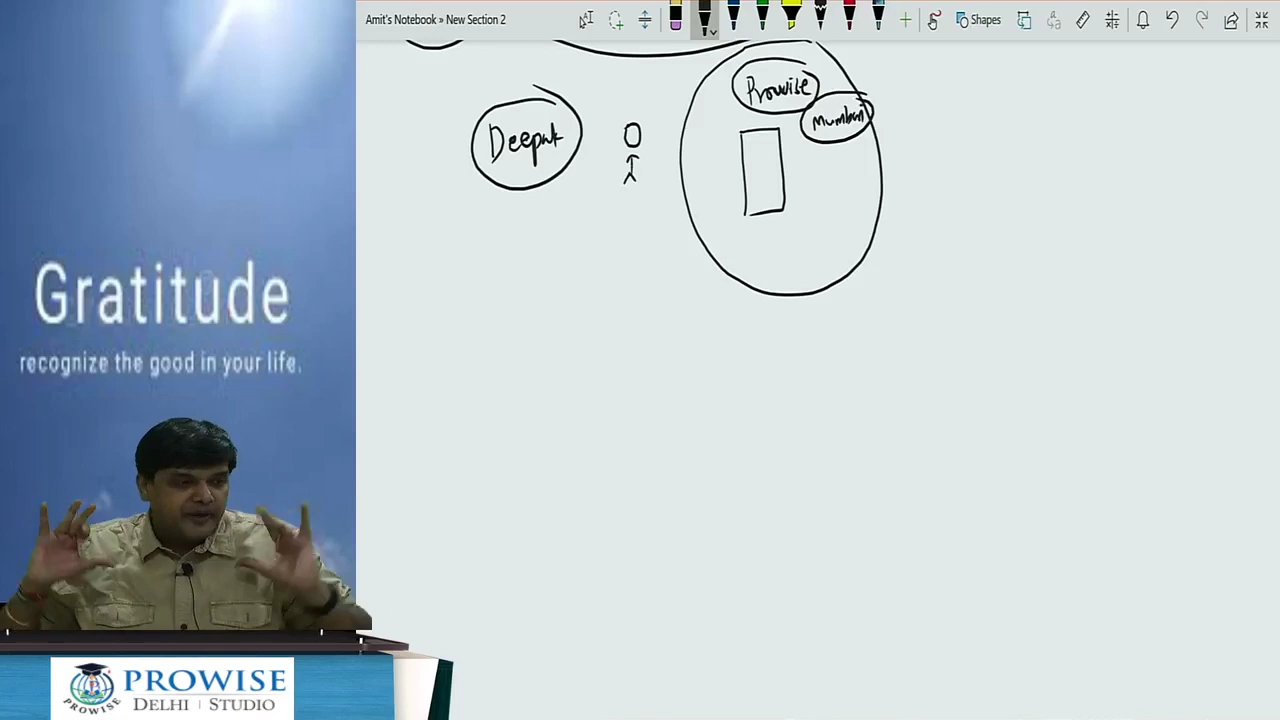 Amit's Notebook » New Section 2
Shapes
Prowise
Mumbai
Deepak
Gratitude
recognize the good in your life.
PROWISE
PROWISE
DELHI | STUDIO